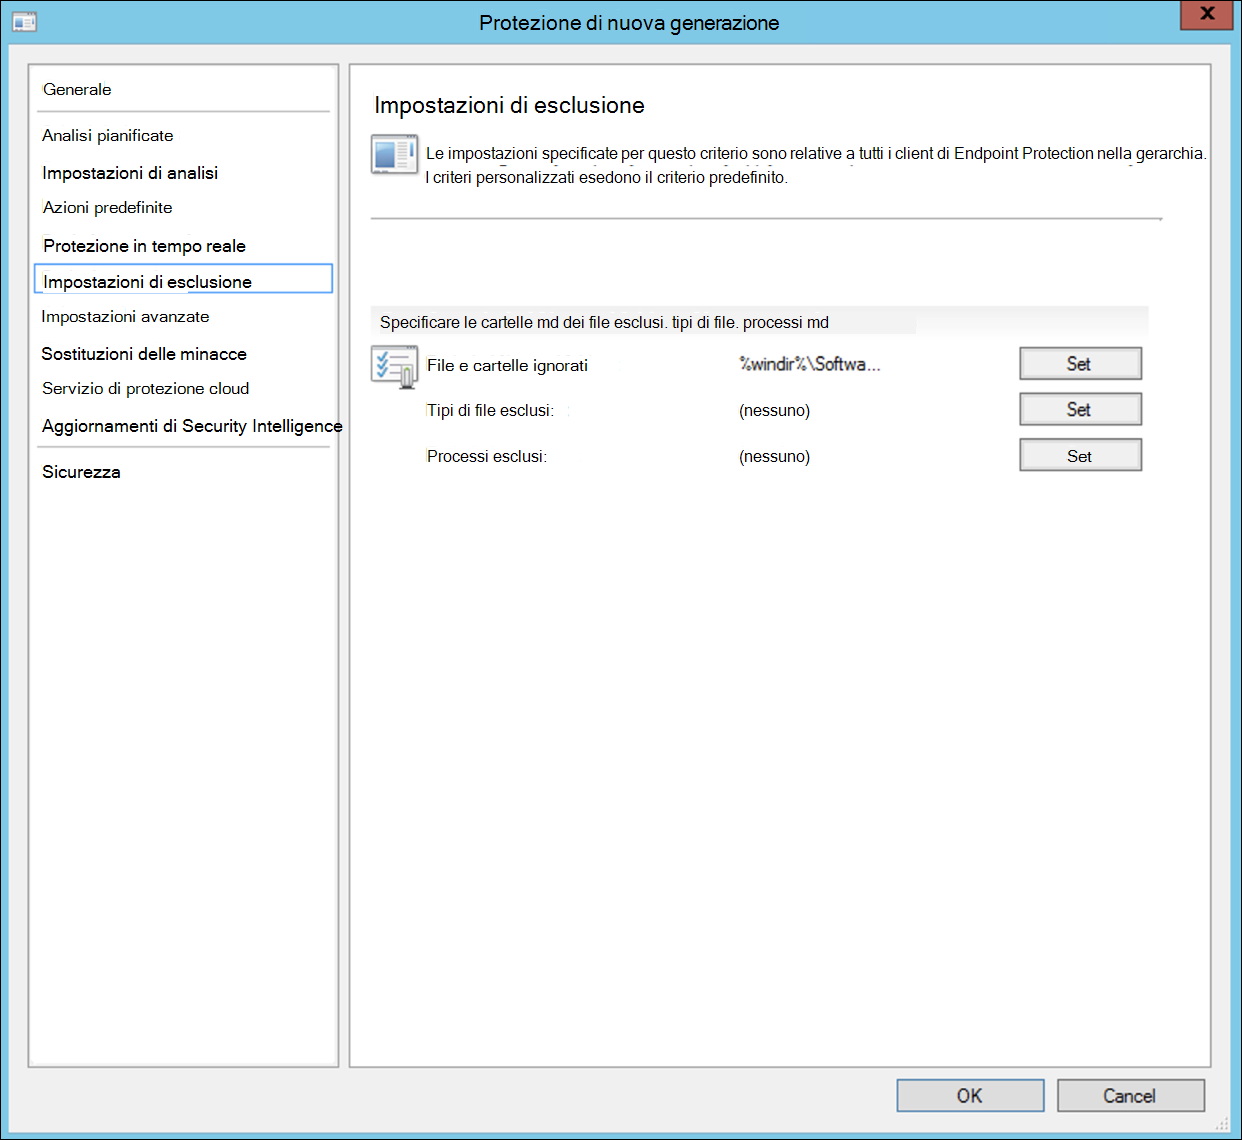 Protezione di nuova generazione
X
Generale
Analisi pianificate
Impostazioni di analisi
Azioni predefinite
Protezione in tempo reale
Impostazioni di esclusione
Impostazioni avanzate
Sostituzioni delle minacce
Servizio di protezione cloud
Aggiornamenti di Security Intelligence
Sicurezza
Impostazioni di esclusione
Le impostazioni specificate per questo criterio sono relative a tutti i client di Endpoint Protection nella gerarchia.
I criteri personalizzati esedono il criterio predefinito.
Specificare le cartelle md dei file esclusi. tipi di file. processi md
File e cartelle ignorati %windir%\Softwa... Set
Tipi di file esclusi: (nessuno) Set
Processi esclusi: (nessuno) Set
OK Cancel